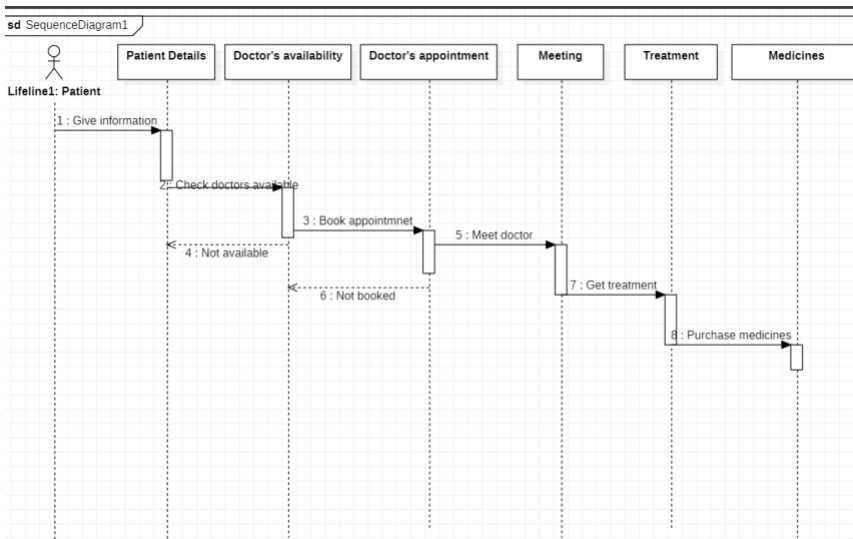 sd SequenceDiagram1
Patient Details
Doctor's availability
Doctor's appointment
Meeting
Treatment
Medicines
Lifeline1: Patient
1 : Give information
2 : Check doctors available
3 : Book appointmnet
5 : Meet doctor
4 : Not available
7 : Get treatment
6 : Not booked
8 : Purchase medicines